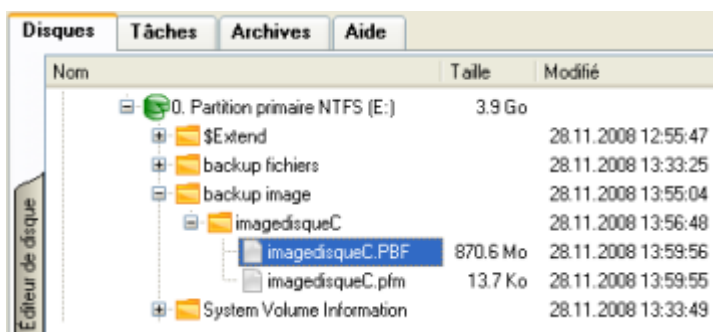 Disques Tâches Archives Aide
Nom Taille Modifié
0. Partition primaire NTFS (E:) 3.9 Go
$Extend 28.11.2008 12:55:47
backup fichiers 28.11.2008 13:33:25
backup image 28.11.2008 13:55:04
imagedisqueC 28.11.2008 13:56:48
imagedisqueC.PBF 870.6 Mo 28.11.2008 13:59:56
imagedisqueC.pfm 13.7 Ko 28.11.2008 13:59:55
System Volume Information 28.11.2008 13:33:49
Éditeur de disque